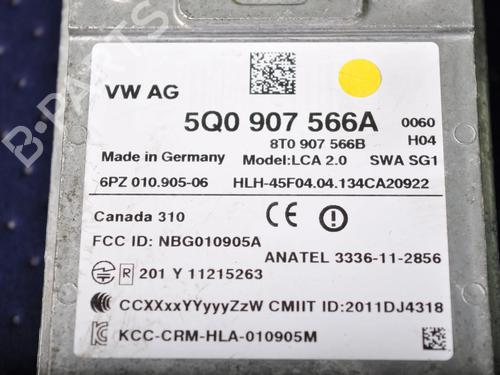 VW AG
5Q0 907 566A 0060
8T0 907 566B H04
Made in Germany Model:LCA 2.0 SWA SG1
6PZ 010.905-06 HLH-45F04.04.134CA20922
Canada 310 CE
FCC ID: NBG010905A
ANATEL 3336-11-2856
R 201 Y 11215263
CCXXxxYYyyyZzW CMIIT ID:2011DJ4318
KCC-CRM-HLA-010905M
B-PARTS